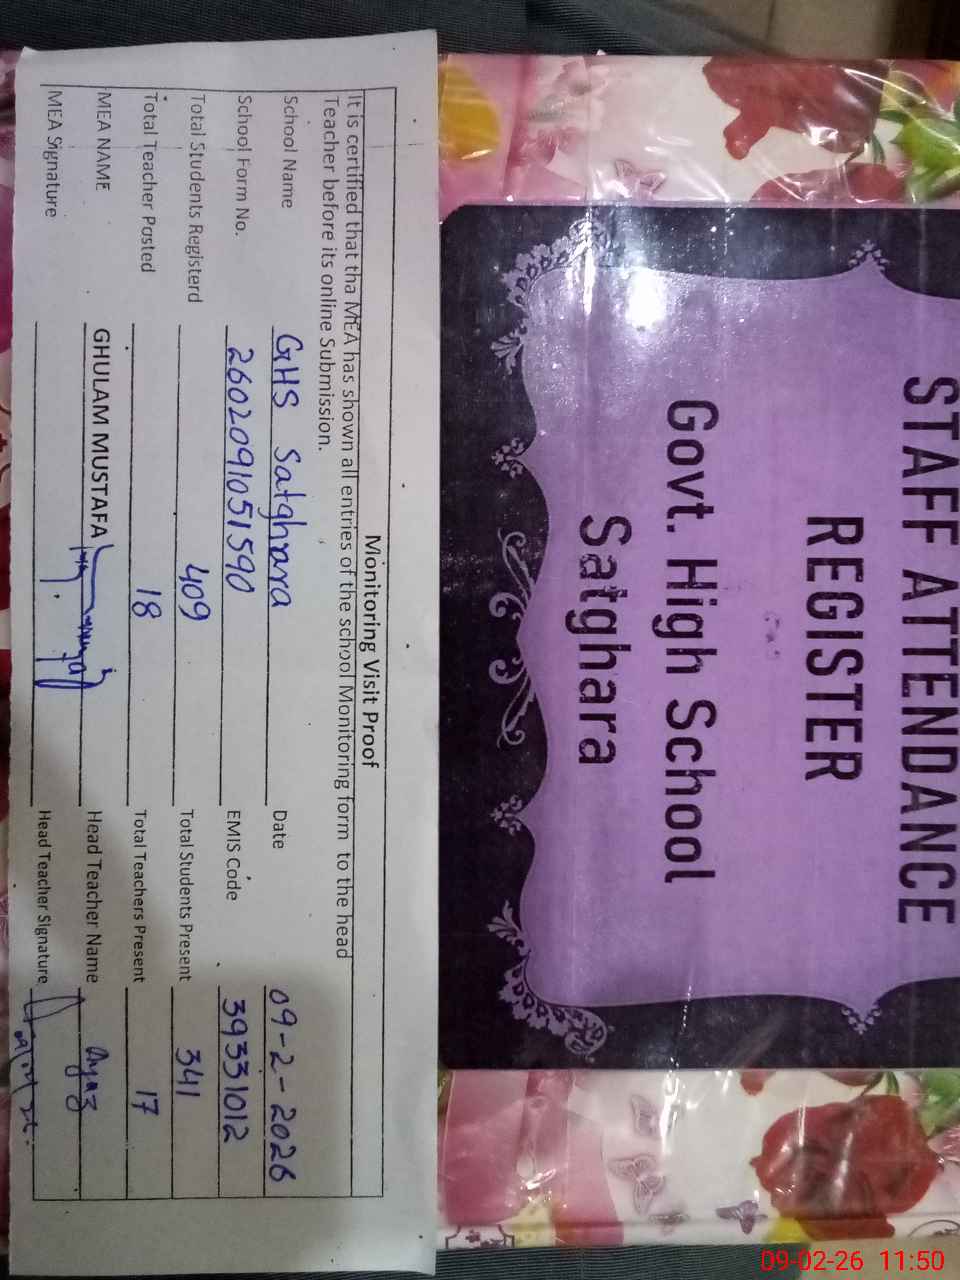 STAFF ATTENDANCE
REGISTER
Govt. High School
Satghara
Monitoring Visit Proof
It is certified that tha MEA has shown all entries of the school Monitoring form to the head
Teacher before its online Submission.
School Name GHS Satghara Date 09-2-2026
School Form No. 2602091051590 EMIS Code 39331012
Total Students Registerd 409 Total Students Present 341
Total Teacher Posted 18 Total Teachers Present 17
MEA NAME GHULAM MUSTAFA Head Teacher Name Ayaz
MEA Signature Head Teacher Signature
09-02-26 11:50